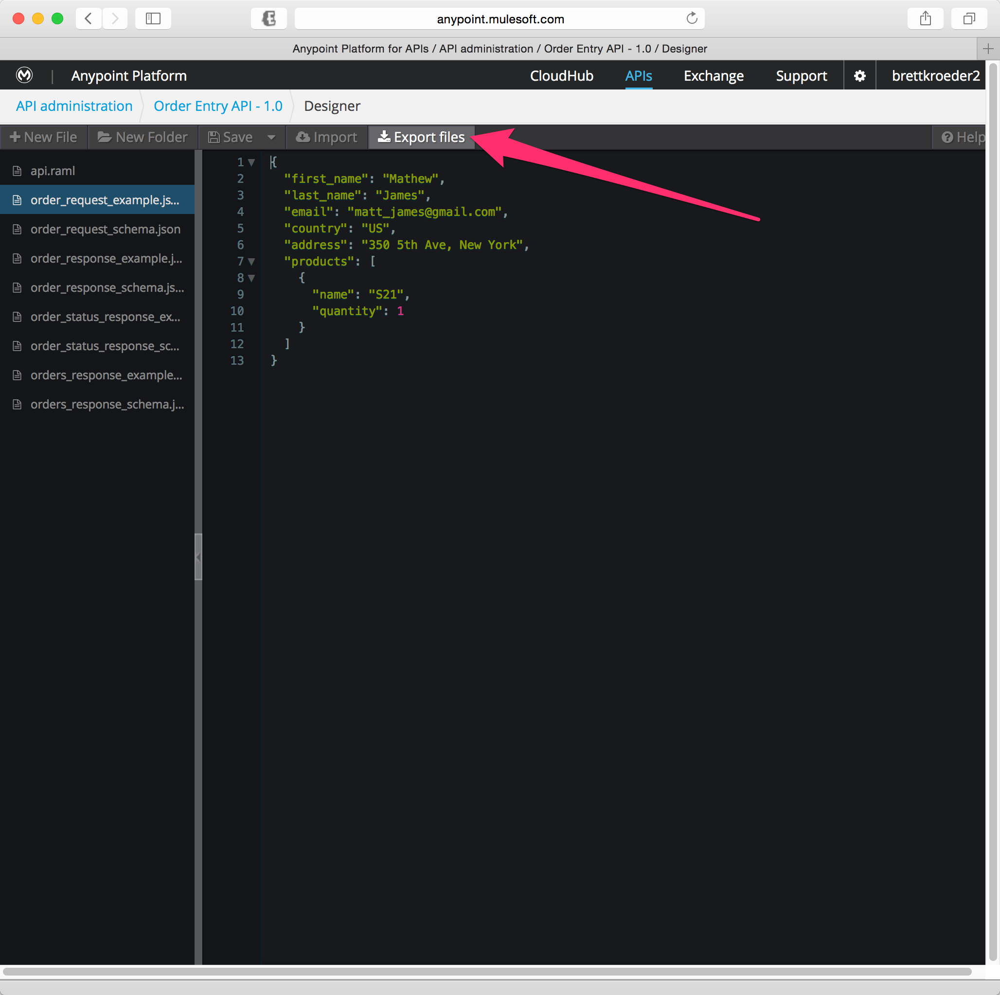 anypoint.mulesoft.com
Anypoint Platform for APIs / API administration / Order Entry API - 1.0 / Designer
| Anypoint Platform CloudHub APIs Exchange Support brettkroeder2
API administration Order Entry API - 1.0 Designer
New File New Folder Save Import Export files Help
api.raml
order_request_example.js...
order_request_schema.json
order_response_example.j...
order_response_schema.js...
order_status_response_ex...
order_status_response_sc...
orders_response_example...
orders_response_schema.j...
1 {
2 "first_name": "Mathew",
3 "last_name": "James",
4 "email": "matt_james@gmail.com",
5 "country": "US",
6 "address": "350 5th Ave, New York",
7 "products": [
8 {
9 "name": "S21",
10 "quantity": 1
11 }
12 ]
13 }